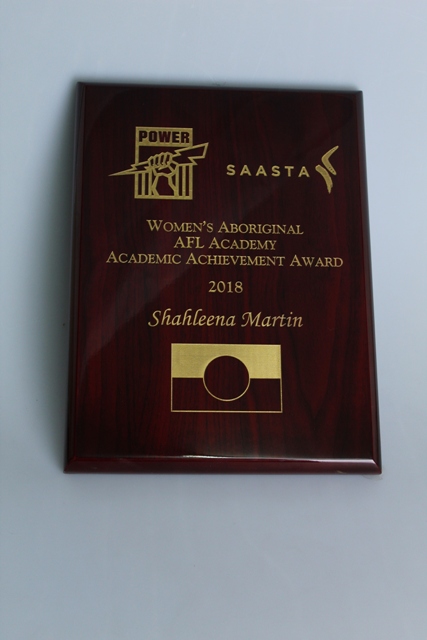 POWER
SAASTA
WOMEN'S ABORIGINAL
AFL ACADEMY
ACADEMIC ACHIEVEMENT AWARD
2018
Shahleena Martin